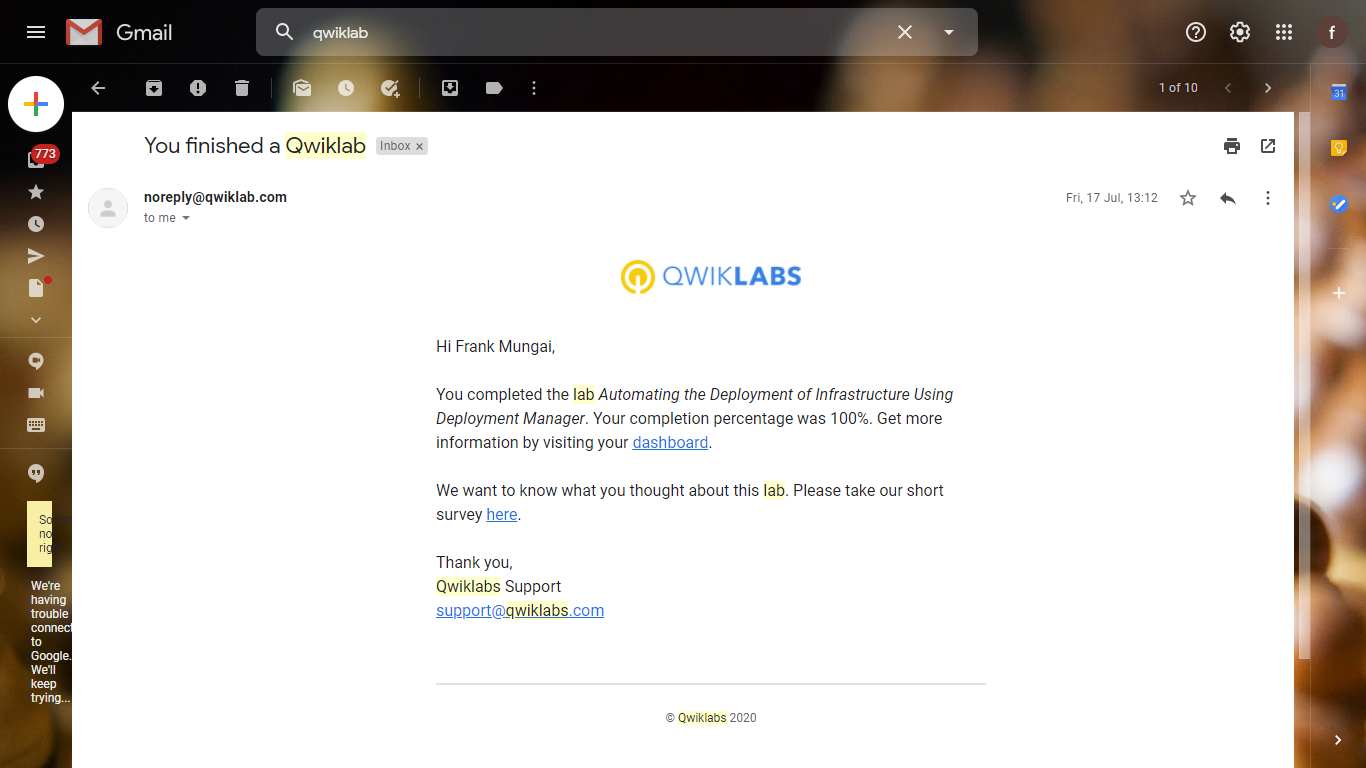 Gmail
qwiklab
f
1 of 10
31
773
You finished a Qwiklab
Inbox ×
noreply@qwiklab.com
Fri, 17 Jul, 13:12
to me
QWIKLABS
Hi Frank Mungai,
You completed the lab Automating the Deployment of Infrastructure Using
Deployment Manager. Your completion percentage was 100%. Get more
information by visiting your dashboard.
We want to know what you thought about this lab. Please take our short
survey here.
Thank you,
Qwiklabs Support
support@qwiklabs.com
© Qwiklabs 2020
no
We're
having
trouble
connect
to
Google.
We'll
keep
trying...